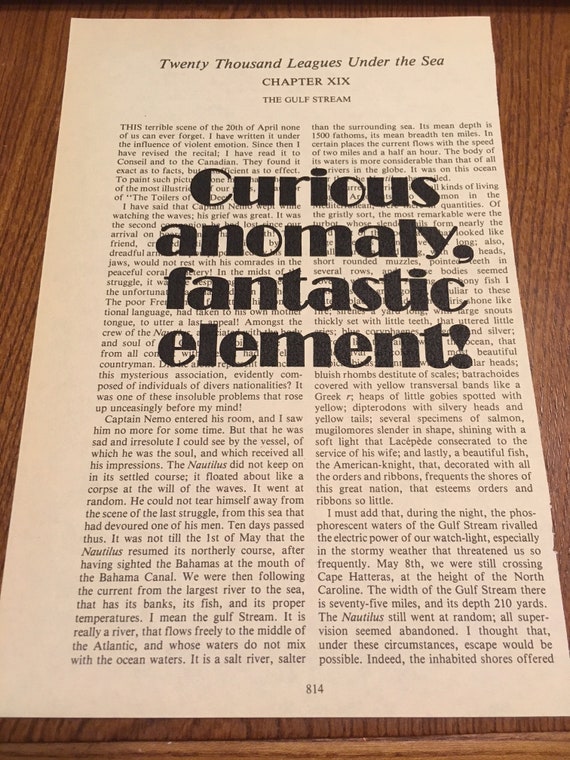 Twenty Thousand Leagues Under the Sea
CHAPTER XIX
THE GULF STREAM
Curious
anomaly,
fantastic
element!
THIS terrible scene of the 20th of April none
of us can ever forget. I have written it under
the influence of violent emotion. Since then I
have revised the recital; I have read it to
Conseil and to the Canadian. They found it
exact as to facts, but
To paint such
of the most illustrious of our
of "The Toilers of the Deep."
I have said that Captain Nemo wept while
watching the waves; his grief was great. It was
the second
arrival on
friend,
dreadful
jaws, would not rest with his comrades in the
peaceful coral cemetery! In the midst of
struggle, it was
the unfortunate
The poor
tional language, had taken to his own mother
tongue, to utter a last appeal! Amongst the
crew of the Nautilus
and soul of
from all
countryman.
this mysterious association, evidently com-
posed of individuals of divers nationalities? It
was one of these insoluble problems that rose
up unceasingly before my mind!
Captain Nemo entered his room, and I saw
him no more for some time. But that he was
sad and irresolute I could see by the vessel, of
which he was the soul, and which received all
his impressions. The Nautilus did not keep on
in its settled course; it floated about like a
corpse at the will of the waves. It went at
random. He could not tear himself away from
the scene of the last struggle, from this sea that
had devoured one of his men. Ten days passed
thus. It was not till the 1st of May that the
Nautilus resumed its northerly course, after
having sighted the Bahamas at the mouth of
the Bahama Canal. We were then following
the current from the largest river to the sea,
that has its banks, its fish, and its proper
temperatures. I mean the gulf Stream. It is
really a river, that flows freely to the middle of
the Atlantic, and whose waters do not mix
with the ocean waters. It is a salt river, salter
than the surrounding sea. Its mean depth is
1500 fathoms, its mean breadth ten miles. In
certain places the current flows with the speed
of two miles and a half an hour. The body of
its waters is more considerable than that of all
the rivers in the globe. It was on this ocean
all kinds of living
in the
quantities. Of
the gristly sort, the most remarkable were the
form nearly the
looked like
long; also,
heads,
short rounded muzzles, pointed teeth in
several rows,
bodies seemed
fish I
to these
like
large snouts
thickset with little teeth, that uttered little
and silver;
ocean, that
most beautiful
heads;
bluish rhombs destitute of scales; batrachoides
covered with yellow transversal bands like a
Greek r; heaps of little gobies spotted with
yellow; dipterodons with silvery heads and
yellow tails; several specimens of salmon,
mugilomores slender in shape, shining with a
soft light that Lacèpède consecrated to the
service of his wife; and lastly, a beautiful fish,
the American-knight, that, decorated with all
the orders and ribbons, frequents the shores of
this great nation, that esteems orders and
ribbons so little.
I must add that, during the night, the phos-
phorescent waters of the Gulf Stream rivalled
the electric power of our watch-light, especially
in the stormy weather that threatened us so
frequently. May 8th, we were still crossing
Cape Hatteras, at the height of the North
Caroline. The width of the Gulf Stream there
is seventy-five miles, and its depth 210 yards.
The Nautilus still went at random; all super-
vision seemed abandoned. I thought that,
under these circumstances, escape would be
possible. Indeed, the inhabited shores offered
814